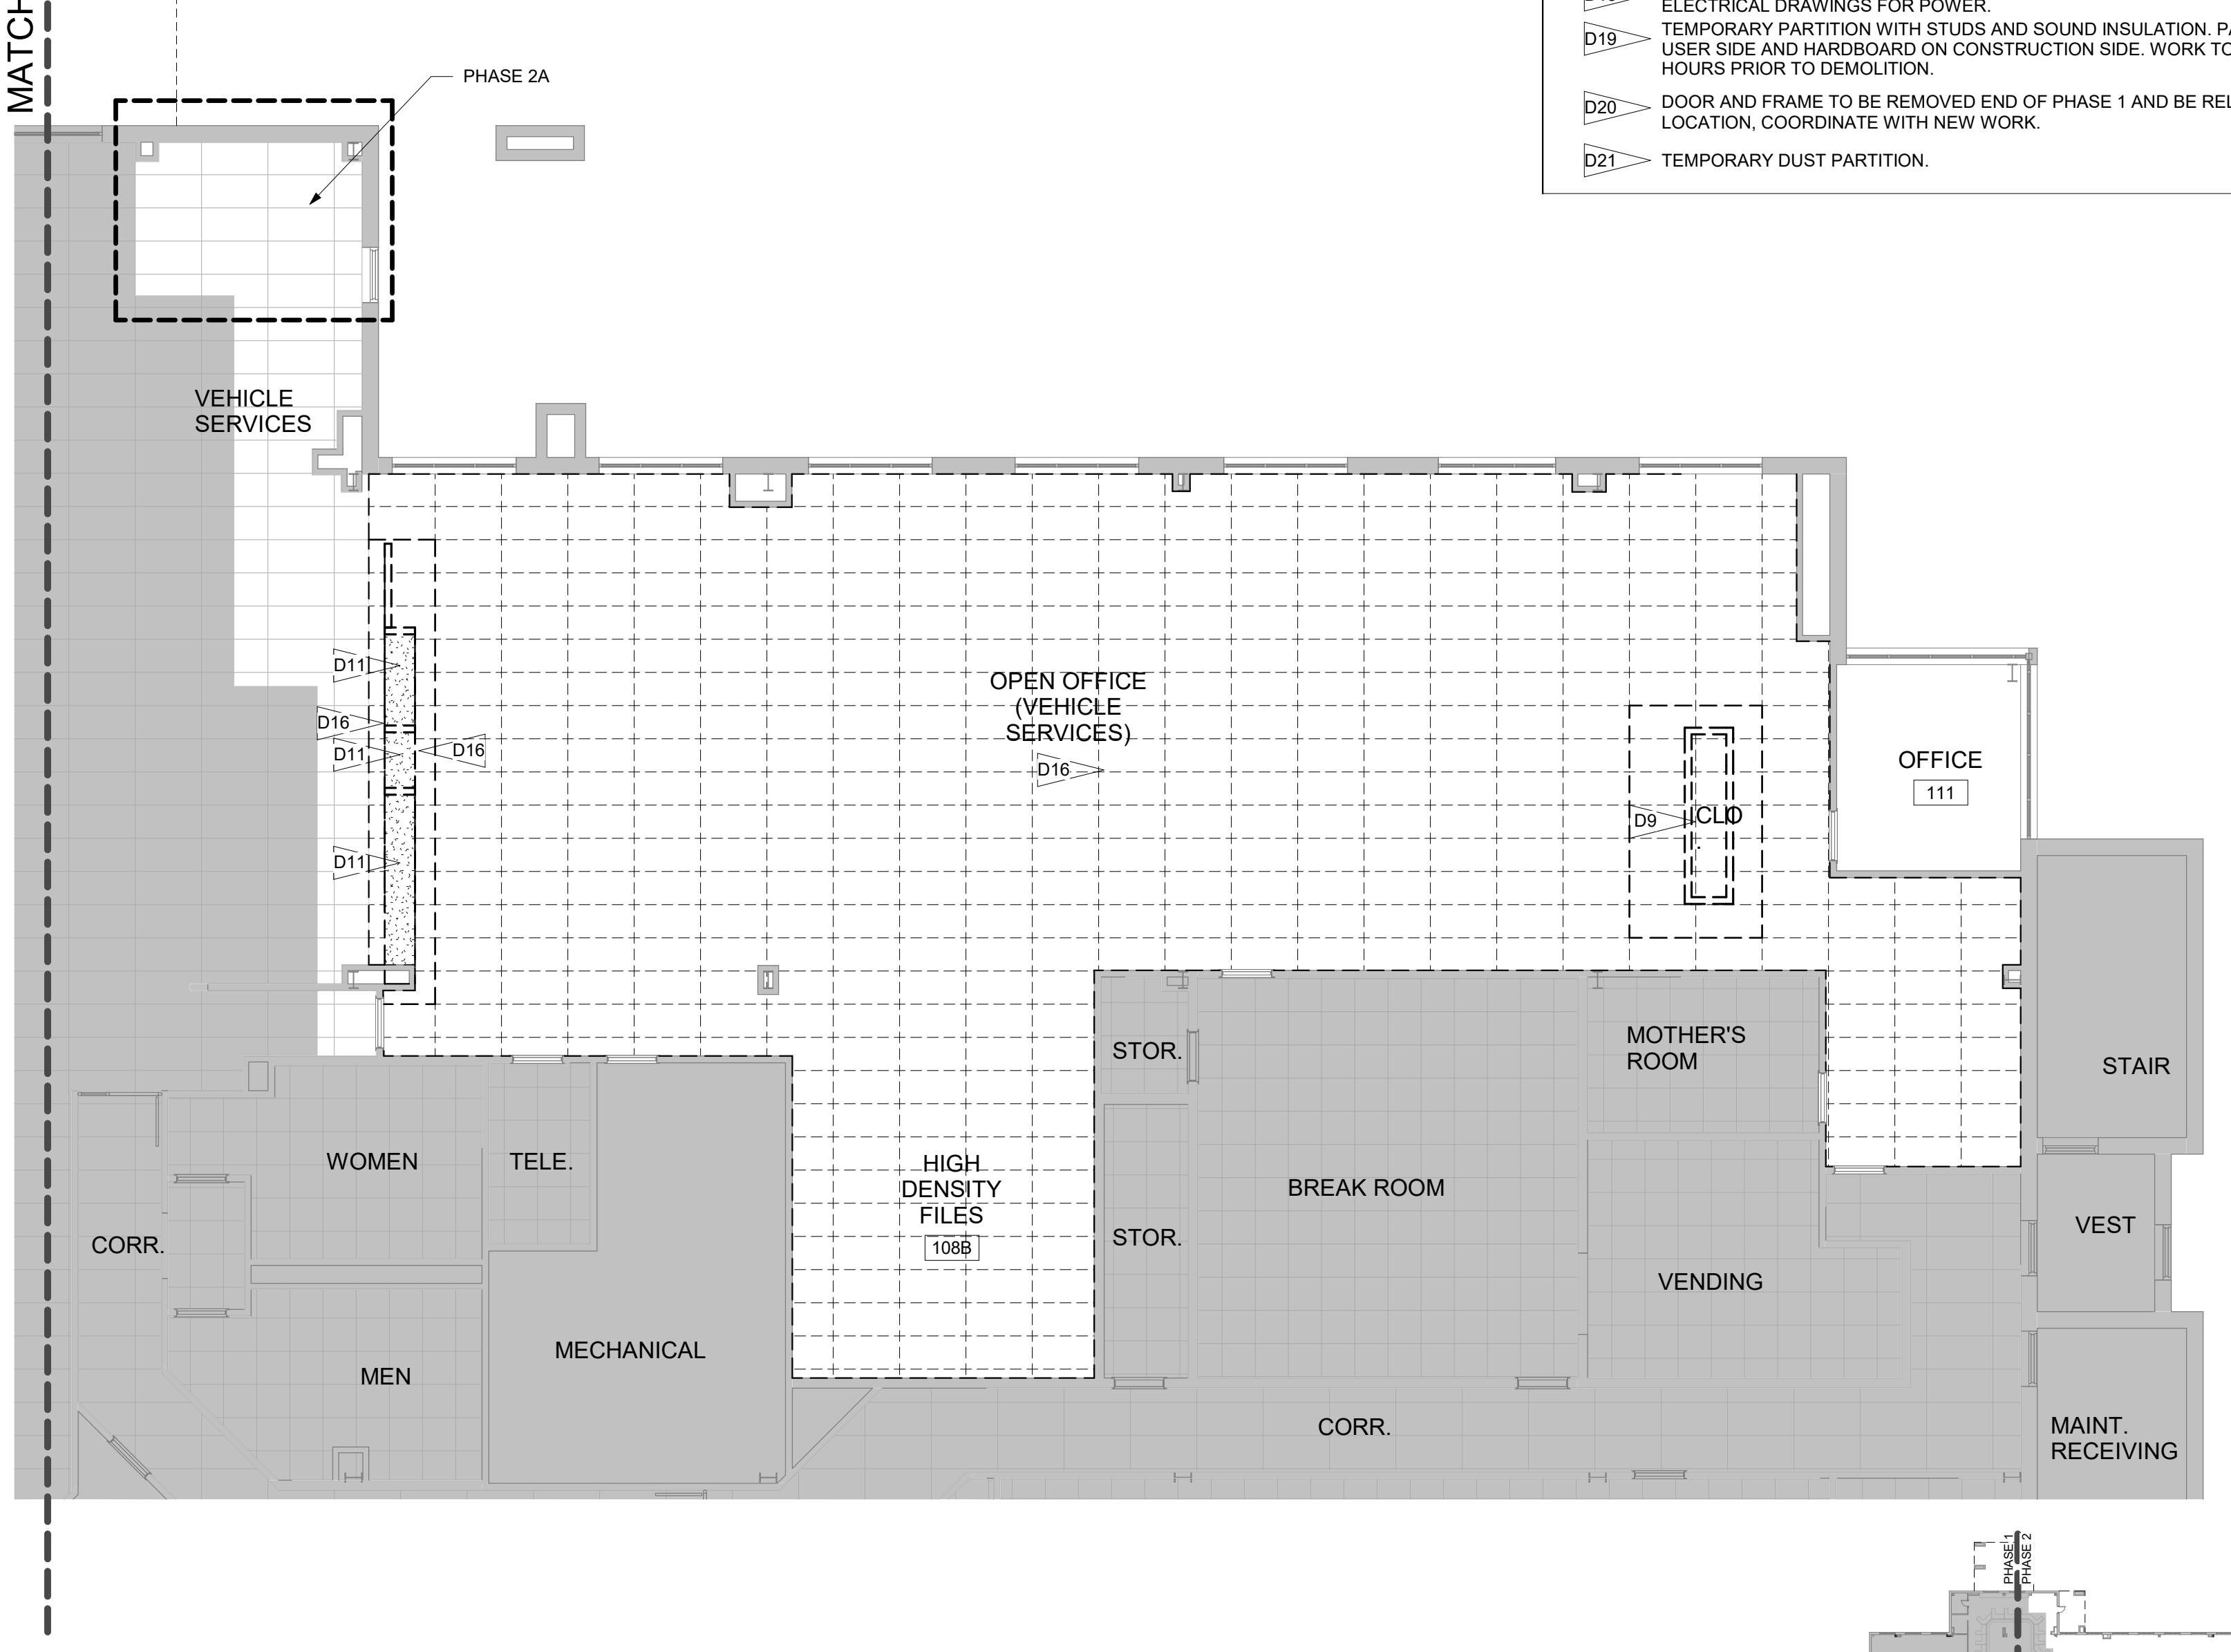 MATCH
ELECTRICAL DRAWINGS FOR POWER.
D19
TEMPORARY PARTITION WITH STUDS AND SOUND INSULATION.
USER SIDE AND HARDBOARD ON CONSTRUCTION SIDE. WORK TO
HOURS PRIOR TO DEMOLITION.
D20
DOOR AND FRAME TO BE REMOVED END OF PHASE 1 AND BE
LOCATION, COORDINATE WITH NEW WORK.
D21
TEMPORARY DUST PARTITION.
PHASE 2A
VEHICLE
SERVICES
D11
D16
D11
D16
D11
OPEN OFFICE
(VEHICLE
SERVICES)
D16
D9
CLO
.
OFFICE
111
STOR.
MOTHER'S
ROOM
STAIR
WOMEN
TELE.
HIGH
DENSITY
FILES
108B
BREAK ROOM
STOR.
VEST
CORR.
VENDING
MECHANICAL
MEN
CORR.
MAINT.
RECEIVING
PHASE 1
PHASE 2